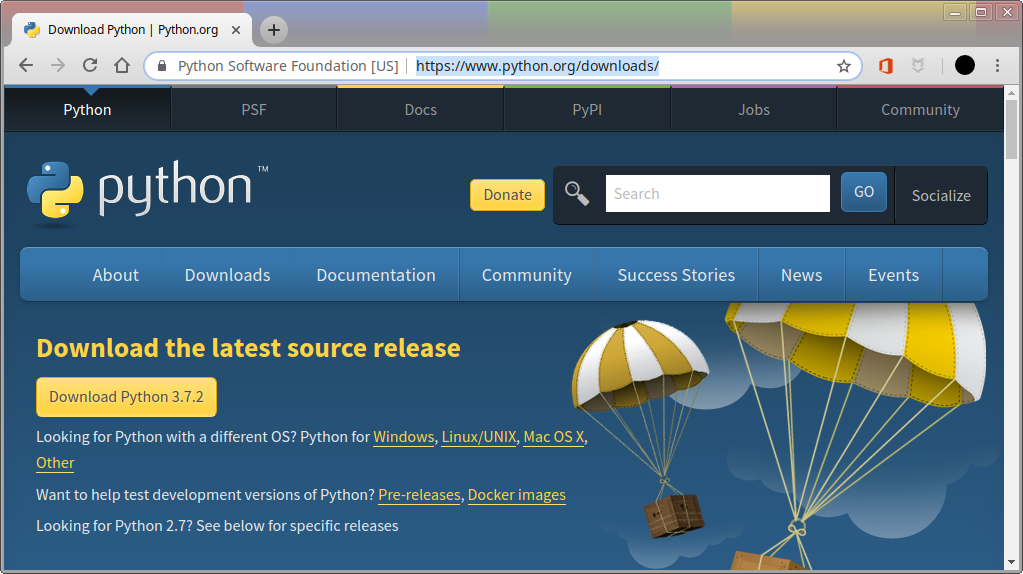 Download Python | Python.org
Python Software Foundation [US] https://www.python.org/downloads/
Python PSF Docs PyPI Jobs Community
python™
Donate Search GO Socialize
About Downloads Documentation Community Success Stories News Events
Download the latest source release
Download Python 3.7.2
Looking for Python with a different OS? Python for Windows, Linux/UNIX, Mac OS X,
Other
Want to help test development versions of Python? Pre-releases, Docker images
Looking for Python 2.7? See below for specific releases